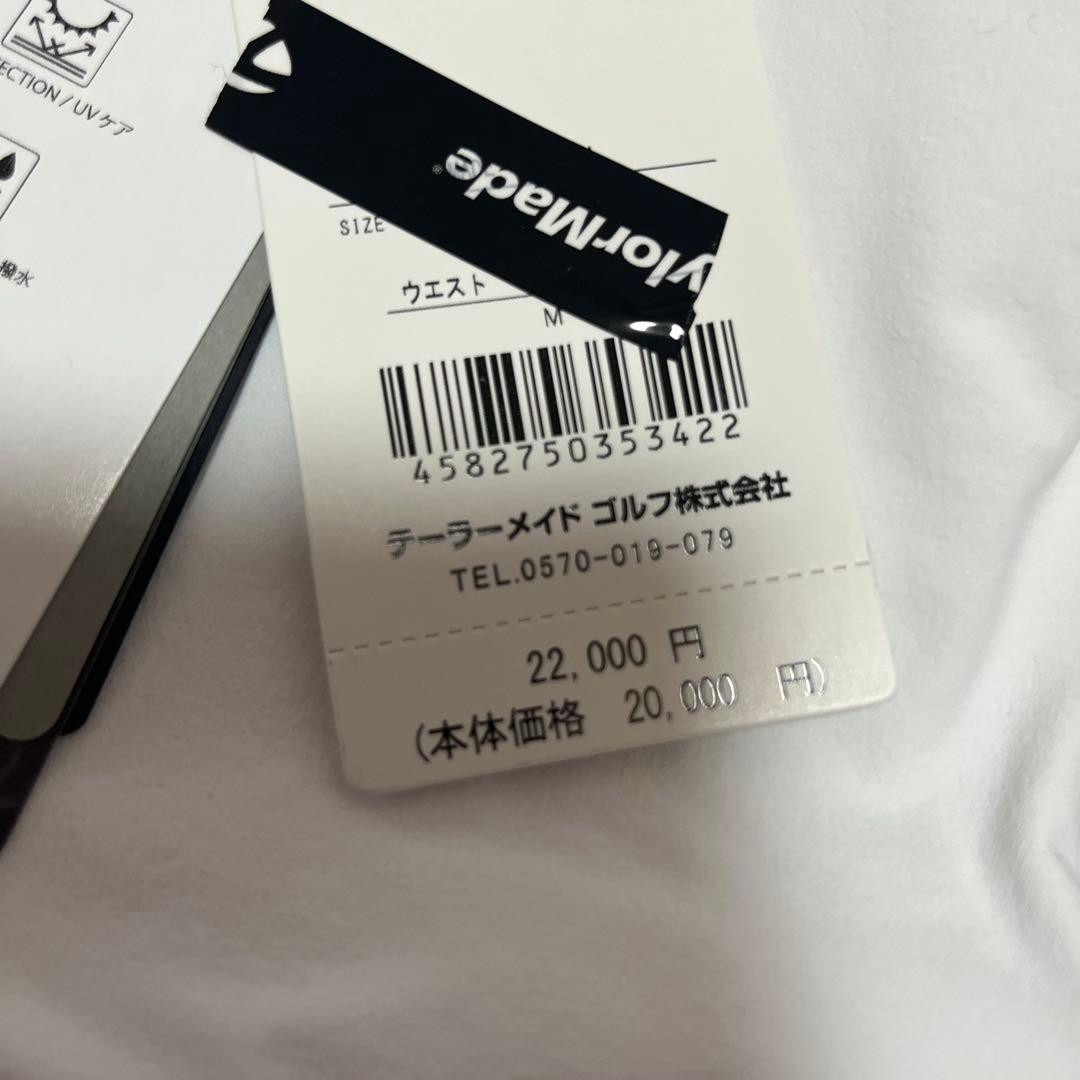 ECTION / UVケア
撥水
ylorMade®
SIZE
ウエスト
M
4582750353422
テーラーメイド ゴルフ株式会社
TEL.0570-019-079
22,000 円
(本体価格 20,000 円)